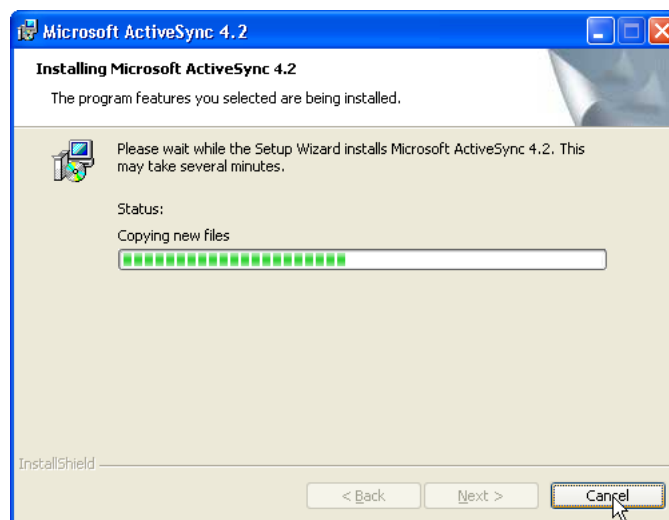 Microsoft ActiveSync 4.2
Installing Microsoft ActiveSync 4.2
The program features you selected are being installed.
Please wait while the Setup Wizard installs Microsoft ActiveSync 4.2. This
may take several minutes.
Status:
Copying new files
InstallShield
< Back Next > Cancel